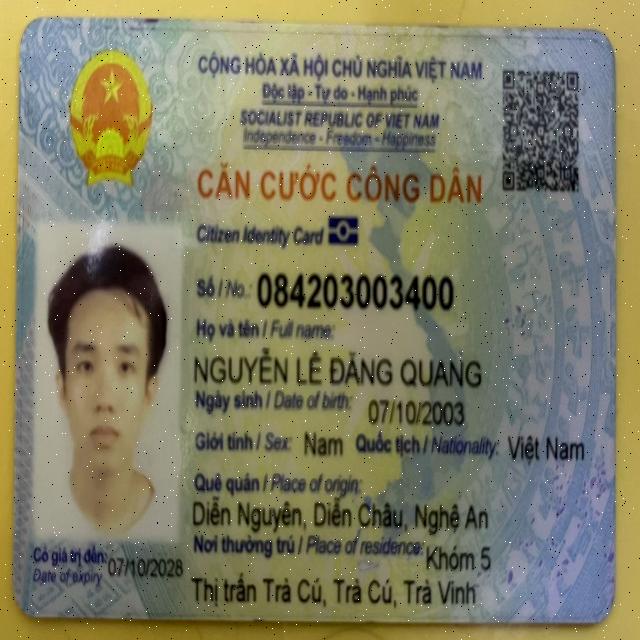 CỘNG HÒA XÃ HỘI CHỦ NGHĨA VIỆT NAM
Độc lập - Tự do - Hạnh phúc
SOCIALIST REPUBLIC OF VIET NAM
Independence - Freedom - Happiness
CĂN CƯỚC CÔNG DÂN
Citizen Identity Card
Số / No.: 084203003400
Họ và tên / Full name:
NGUYỄN LÊ ĐĂNG QUANG
Ngày sinh / Date of birth: 07/10/2003
Giới tính / Sex: Nam Quốc tịch / Nationality: Việt Nam
Quê quán / Place of origin:
Diễn Nguyên, Diễn Châu, Nghệ An
Nơi thường trú / Place of residence: Khóm 5
Thị trấn Trà Cú, Trà Cú, Trà Vinh
Có giá trị đến: 07/10/2028
Date of expiry